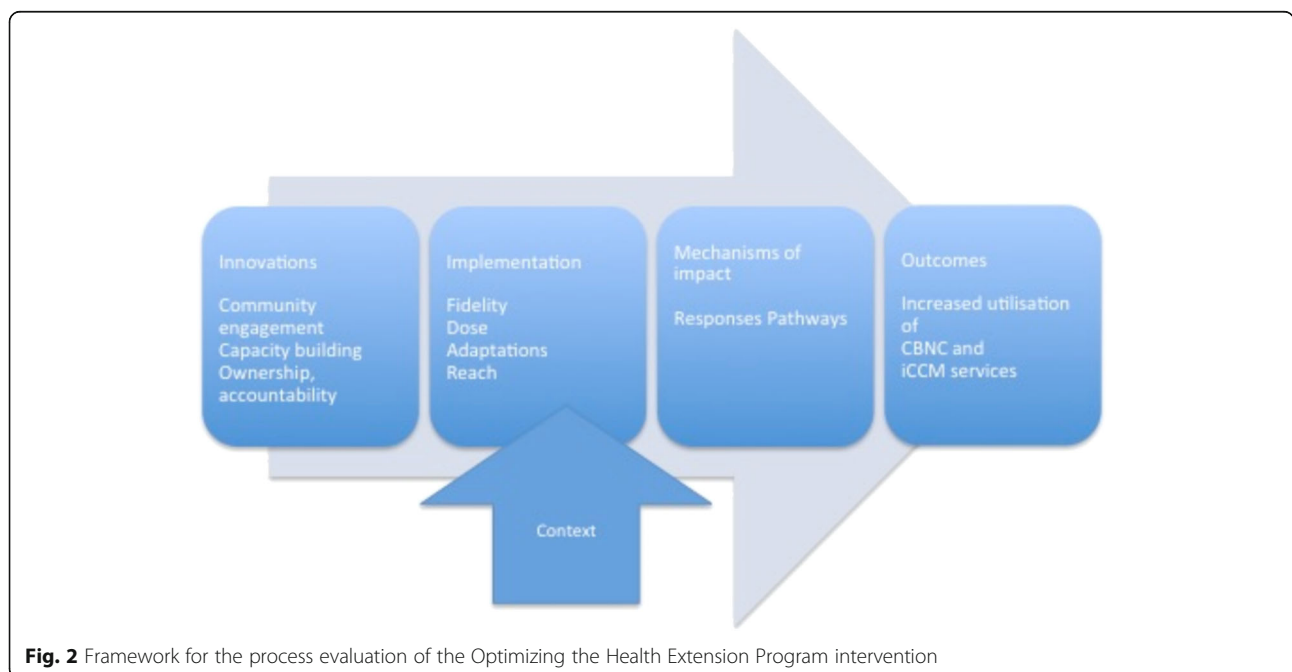 Innovations
Community
engagement
Capacity building
Ownership,
accountability
Implementation
Fidelity
Dose
Adaptations
Reach
Mechanisms of
impact
Responses Pathways
Outcomes
Increased utilisation
of
CBNC and
iCCM services
Context
Fig. 2 Framework for the process evaluation of the Optimizing the Health Extension Program intervention